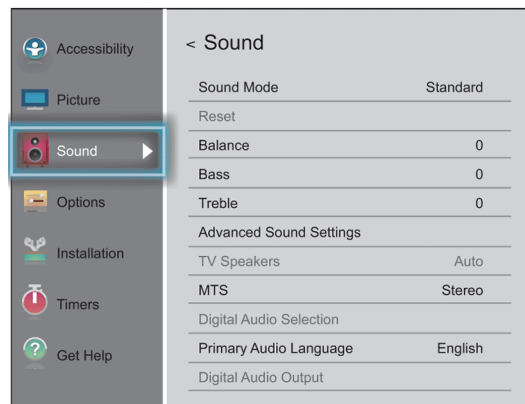 Accessibility
Picture
Sound
Options
Installation
Timers
Get Help
< Sound
Sound Mode Standard
Reset
Balance 0
Bass 0
Treble 0
Advanced Sound Settings
TV Speakers Auto
MTS Stereo
Digital Audio Selection
Primary Audio Language English
Digital Audio Output